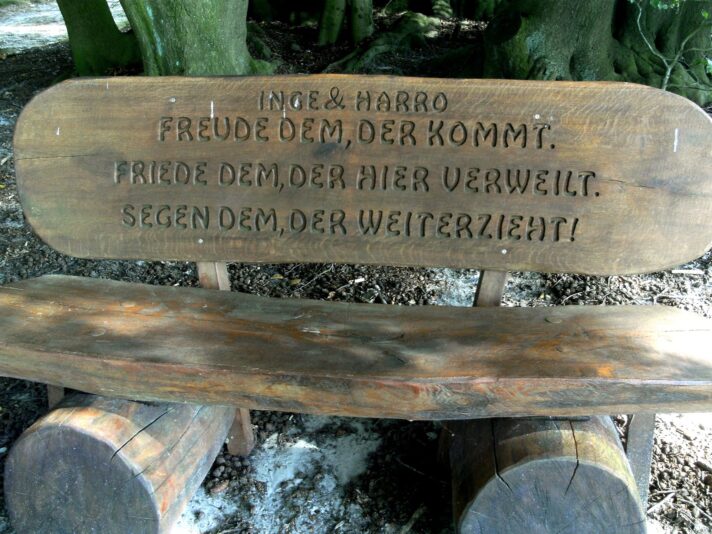 INGE & HARRO
FREUDE DEM, DER KOMMT.
FRIEDE DEM, DER HIER VERWEILT.
SEGEN DEM, DER WEITERZIEHT!